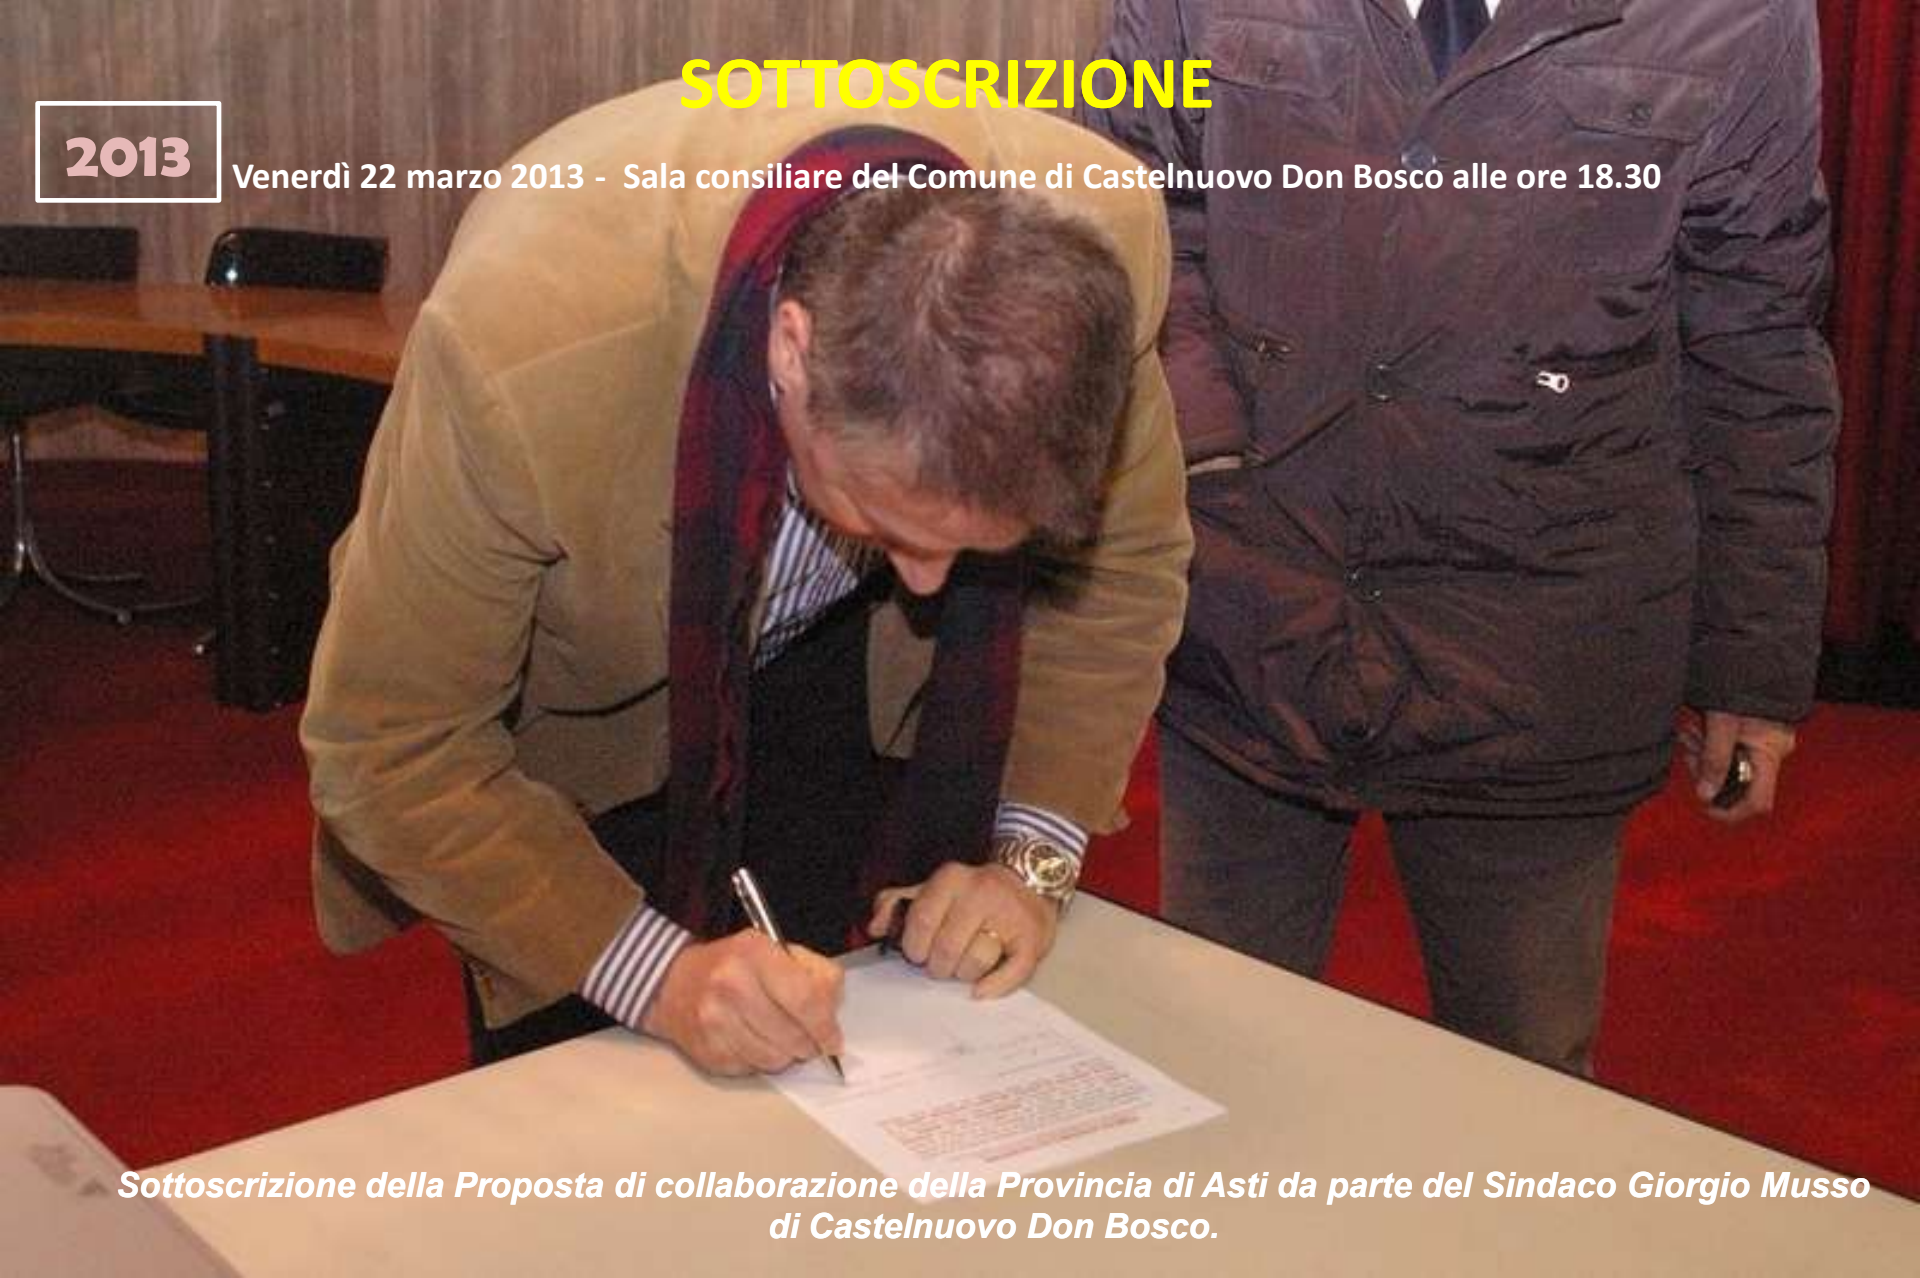 SOTTOSCRIZIONE
2013
Venerdì 22 marzo 2013 - Sala consiliare del Comune di Castelnuovo Don Bosco alle ore 18.30
Sottoscrizione della Proposta di collaborazione della Provincia di Asti da parte del Sindaco Giorgio Musso
di Castelnuovo Don Bosco.